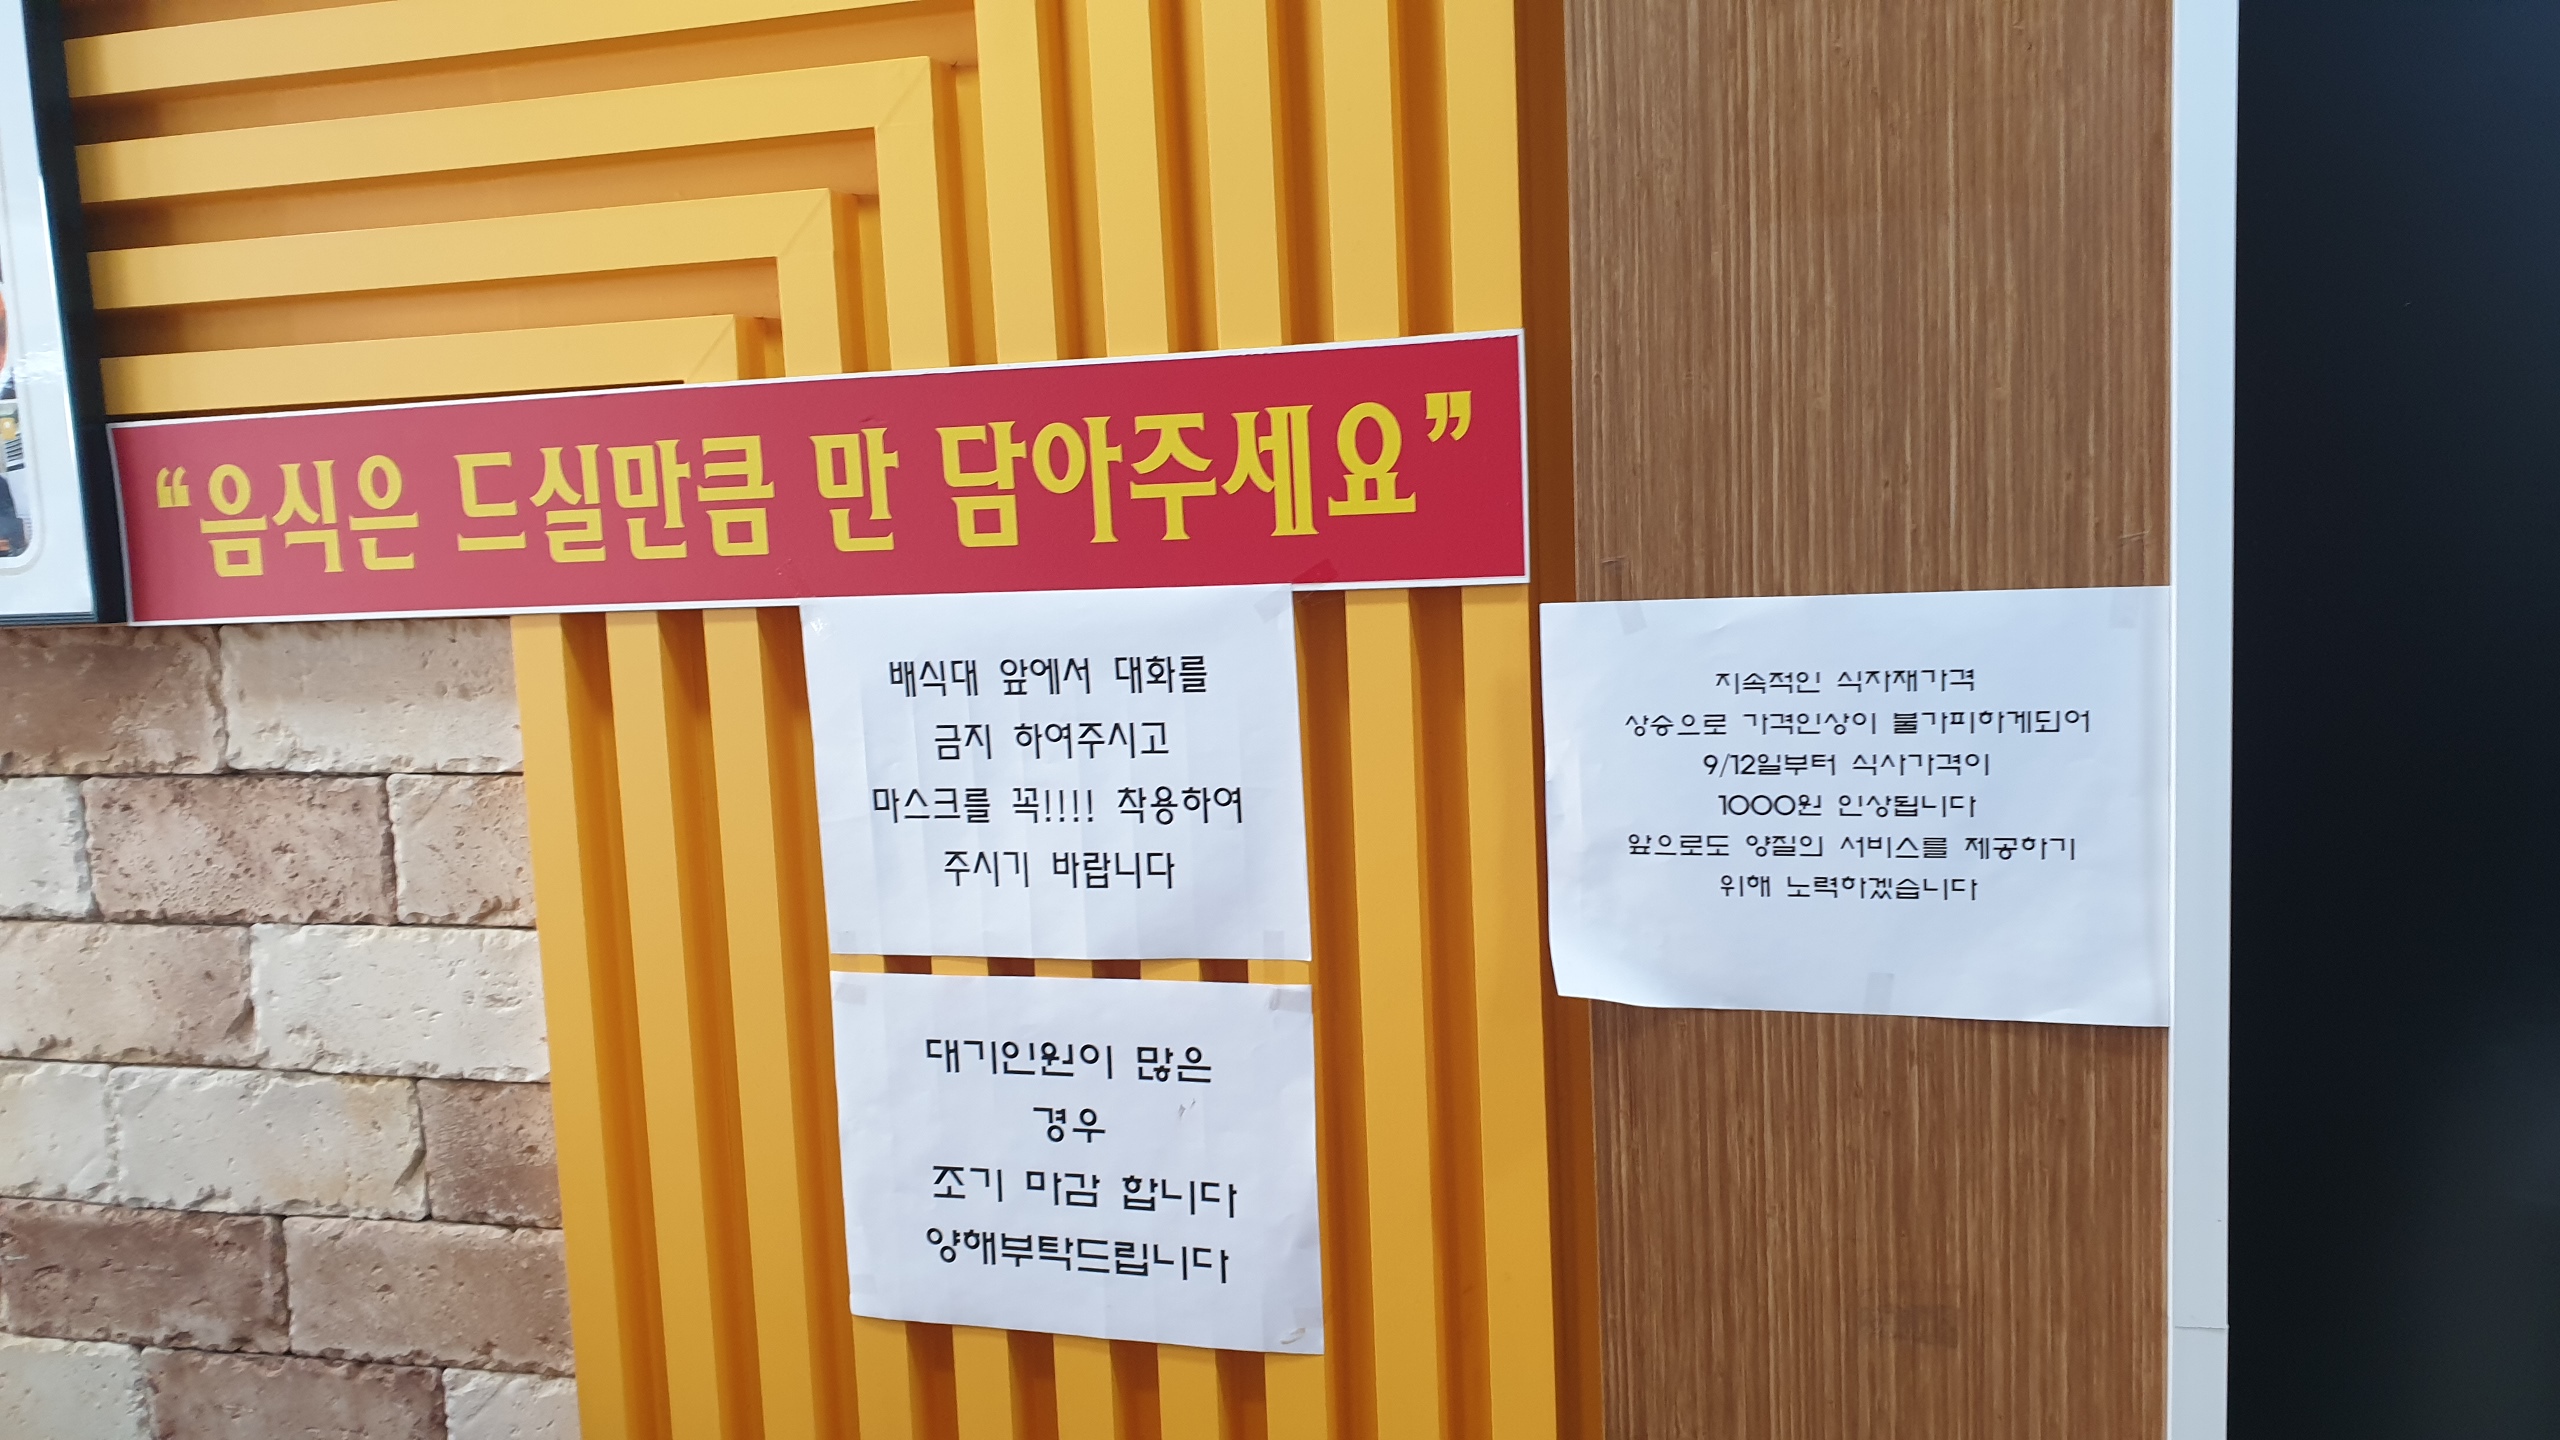 “음식은 드실만큼 만 담아주세요”
배식대 앞에서 대화를
금지 하여주시고
마스크를 꼭!!!! 착용하여
주시기 바랍니다
대기인원이 많은
경우
조기 마감 합니다
양해부탁드립니다
지속적인 식자재가격
상승으로 가격인상이 불가피하게되어
9/12일부터 식사가격이
1000원 인상됩니다
앞으로도 양질의 서비스를 제공하기
위해 노력하겠습니다